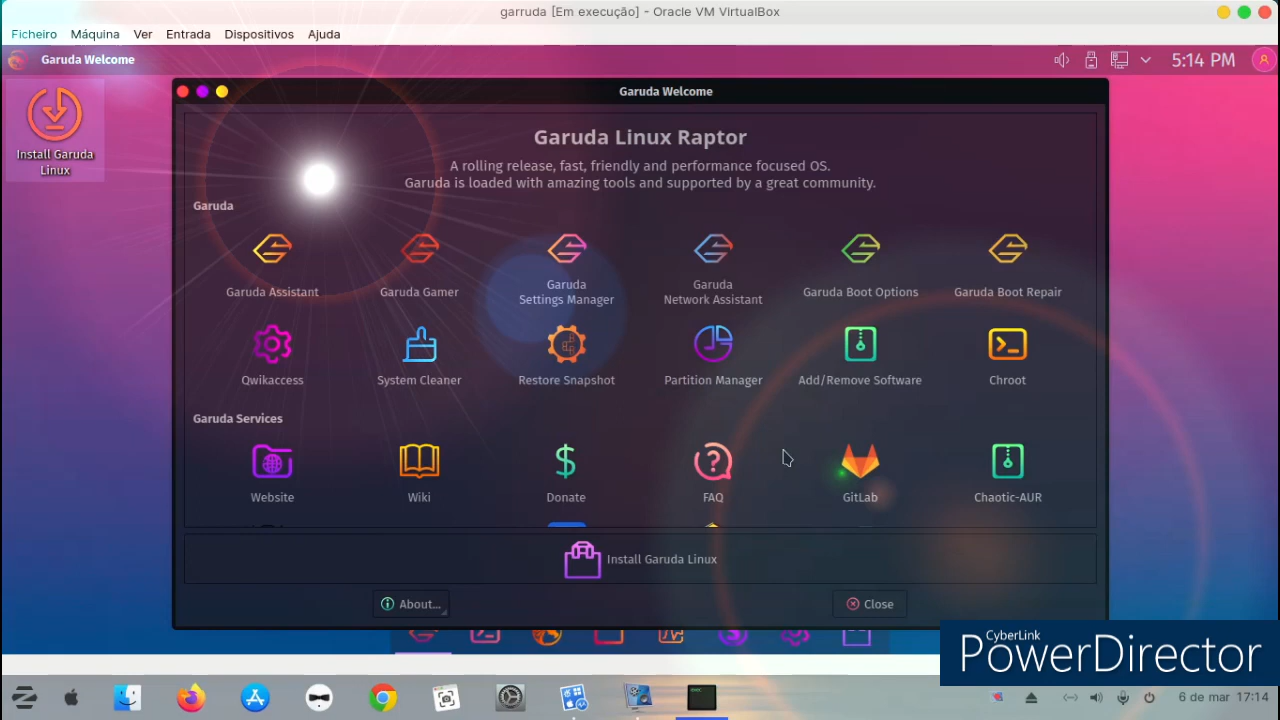 garruda [Em execução] - Oracle VM VirtualBox
Ficheiro Máquina Ver Entrada Dispositivos Ajuda
Garuda Welcome
5:14 PM
Install Garuda
Linux
Garuda Welcome
Garuda Linux Raptor
A rolling release, fast, friendly and performance focused OS.
Garuda is loaded with amazing tools and supported by a great community.
Garuda
Garuda Assistant
Garuda Gamer
Garuda
Settings Manager
Garuda
Network Assistant
Garuda Boot Options
Garuda Boot Repair
Qwikaccess
System Cleaner
Restore Snapshot
Partition Manager
Add/Remove Software
Chroot
Garuda Services
Website
Wiki
Donate
FAQ
GitLab
Chaotic-AUR
Install Garuda Linux
About...
Close
CyberLink
PowerDirector
6 de mar 17:14